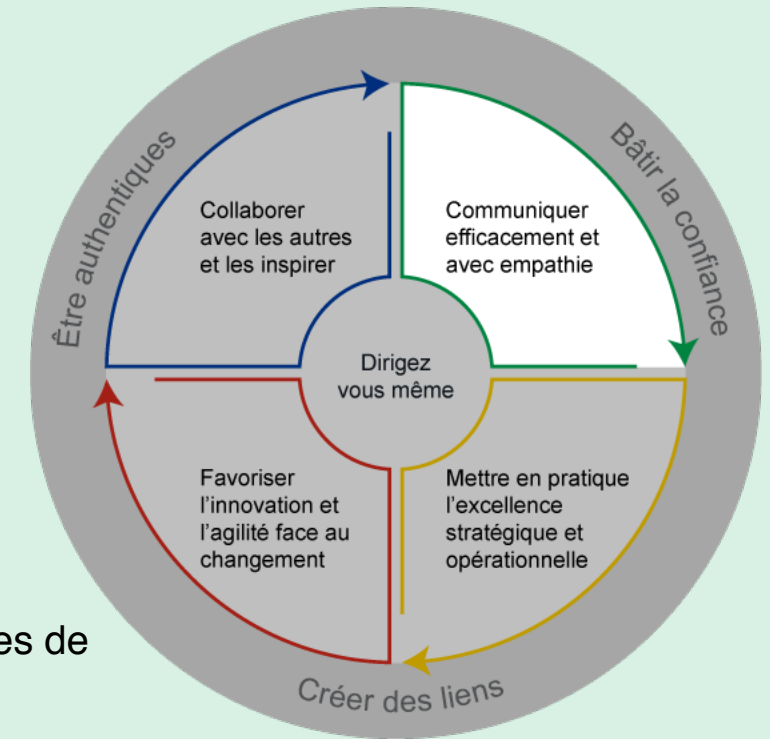 Être authentiques
Bâtir la confiance
Collaborer
avec les autres
et les inspirer
Communiquer
efficacement et
avec empathie
Dirigez
vous même
Favoriser
l'innovation et
l'agilité face au
changement
Mettre en pratique
l'excellence
stratégique et
opérationnelle
es de
Créer des liens